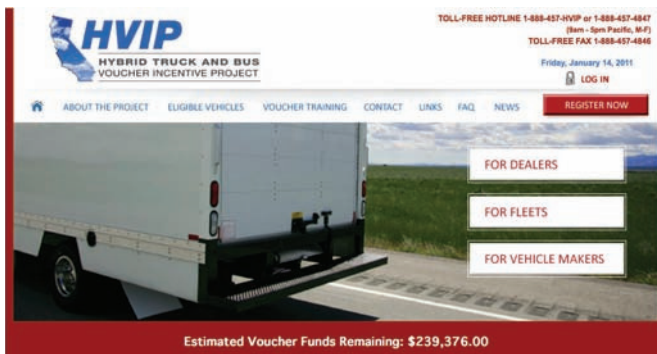 TOLL-FREE HOTLINE 1-888-457-HVIP or 1-888-457-4847
(8am - 5pm Pacific, M-F)
TOLL-FREE FAX 1-888-457-4846
HVIP
HYBRID TRUCK AND BUS
VOUCHER INCENTIVE PROJECT
Friday, January 14, 2011
LOG IN
ABOUT THE PROJECT ELIGIBLE VEHICLES VOUCHER TRAINING CONTACT LINKS FAQ NEWS REGISTER NOW
FOR DEALERS
FOR FLEETS
FOR VEHICLE MAKERS
Estimated Voucher Funds Remaining: $239,376.00